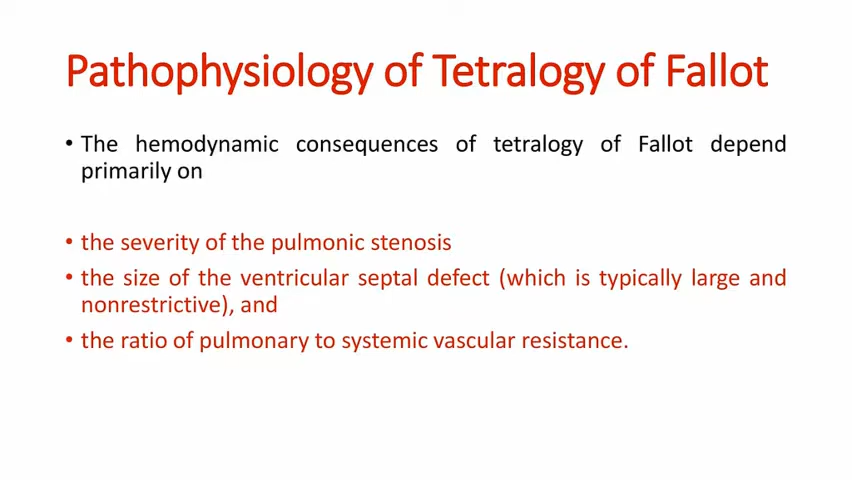 Pathophysiology of Tetralogy of Fallot
• The hemodynamic consequences of tetralogy of Fallot depend
primarily on
• the severity of the pulmonic stenosis
• the size of the ventricular septal defect (which is typically large and
nonrestrictive), and
• the ratio of pulmonary to systemic vascular resistance.